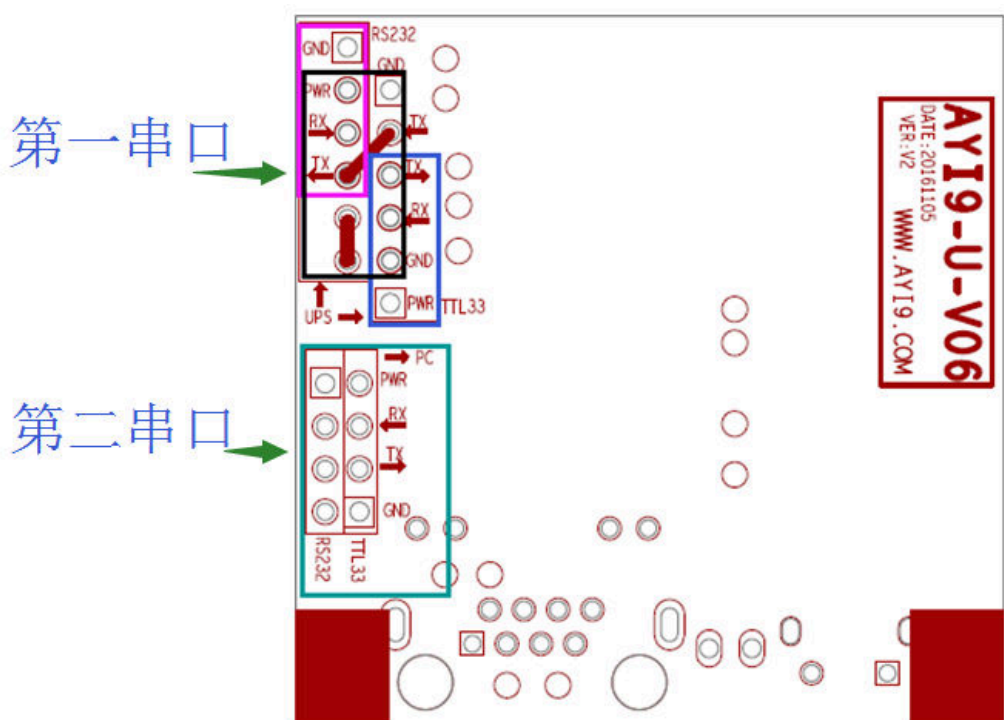 RS232
GND
GND
PWR
RX
TX
第一串口
TX
TX
RX
GND
UPS
PWR
TTL33
PC
PWR
RX
第二串口
TX
GND
RS232
TTL33
AYI9-U-V06
DATE:20161105
VER:V2 WWW.AYI9.COM